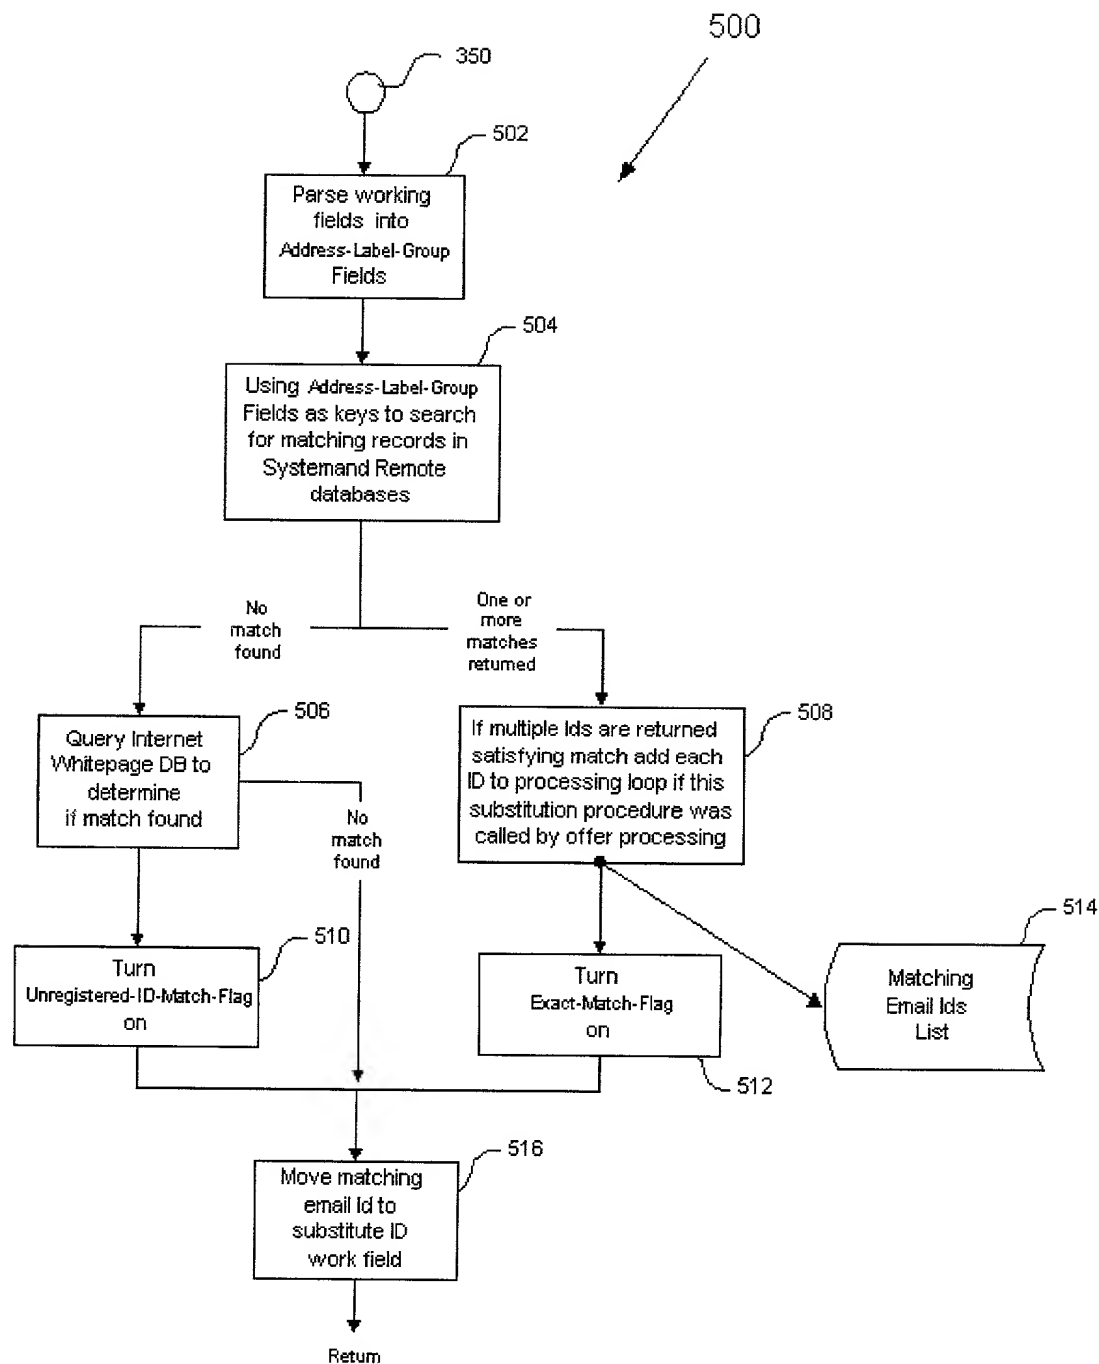 500
350
502
Parse working
fields into
Address-Label-Group
Fields
504
Using Address-Label-Group
Fields as keys to search
for matching records in
Systemand Remote
databases
No
match
found
One or
more
matches
returned
506
Query Internet
Whitepage DB to
determine
if match found
508
If multiple Ids are returned
satisfying match add each
ID to processing loop if this
substitution procedure was
called by offer processing
No
match
found
510
Turn
Unregistered-ID-Match-Flag
on
Turn
Exact-Match-Flag
on
512
514
Matching
Email Ids
List
516
Move matching
email Id to
substitute ID
work field
Return